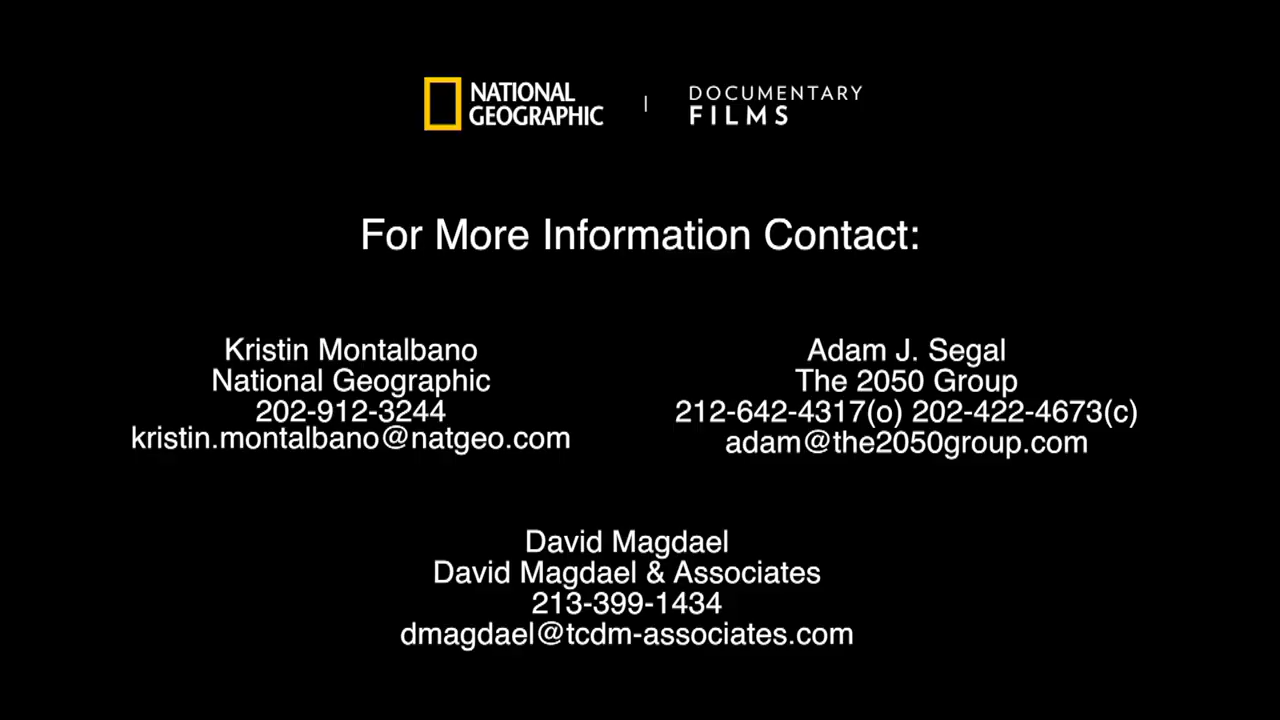 NATIONAL
GEOGRAPHIC
DOCUMENTARY
FILMS
For More Information Contact:
Kristin Montalbano
National Geographic
202-912-3244
kristin.montalbano@natgeo.com
Adam J. Segal
The 2050 Group
212-642-4317(o) 202-422-4673(c)
adam@the2050group.com
David Magdael
David Magdael & Associates
213-399-1434
dmagdael@tcdm-associates.com